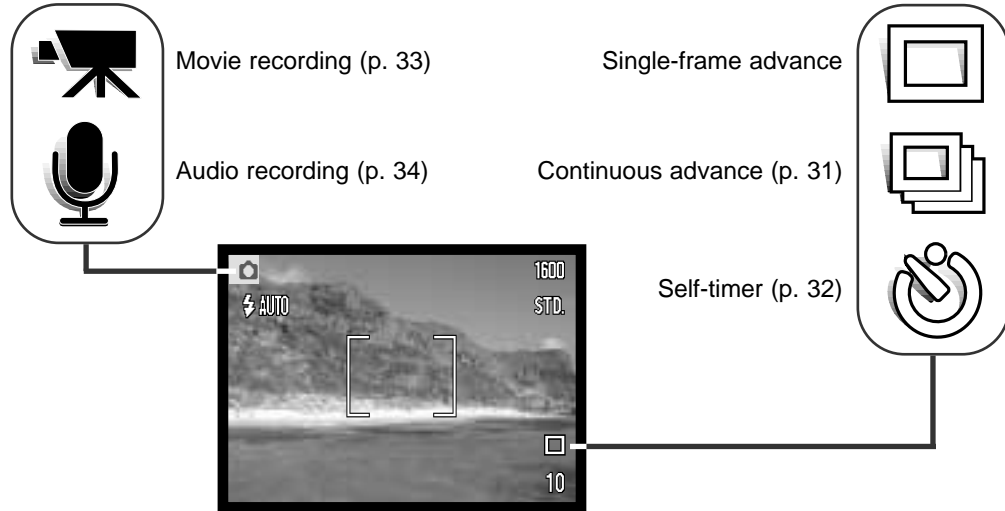 Movie recording (p. 33)
Audio recording (p. 34)
Single-frame advance
Continuous advance (p. 31)
Self-timer (p. 32)
1600
AUTO
STD.
10